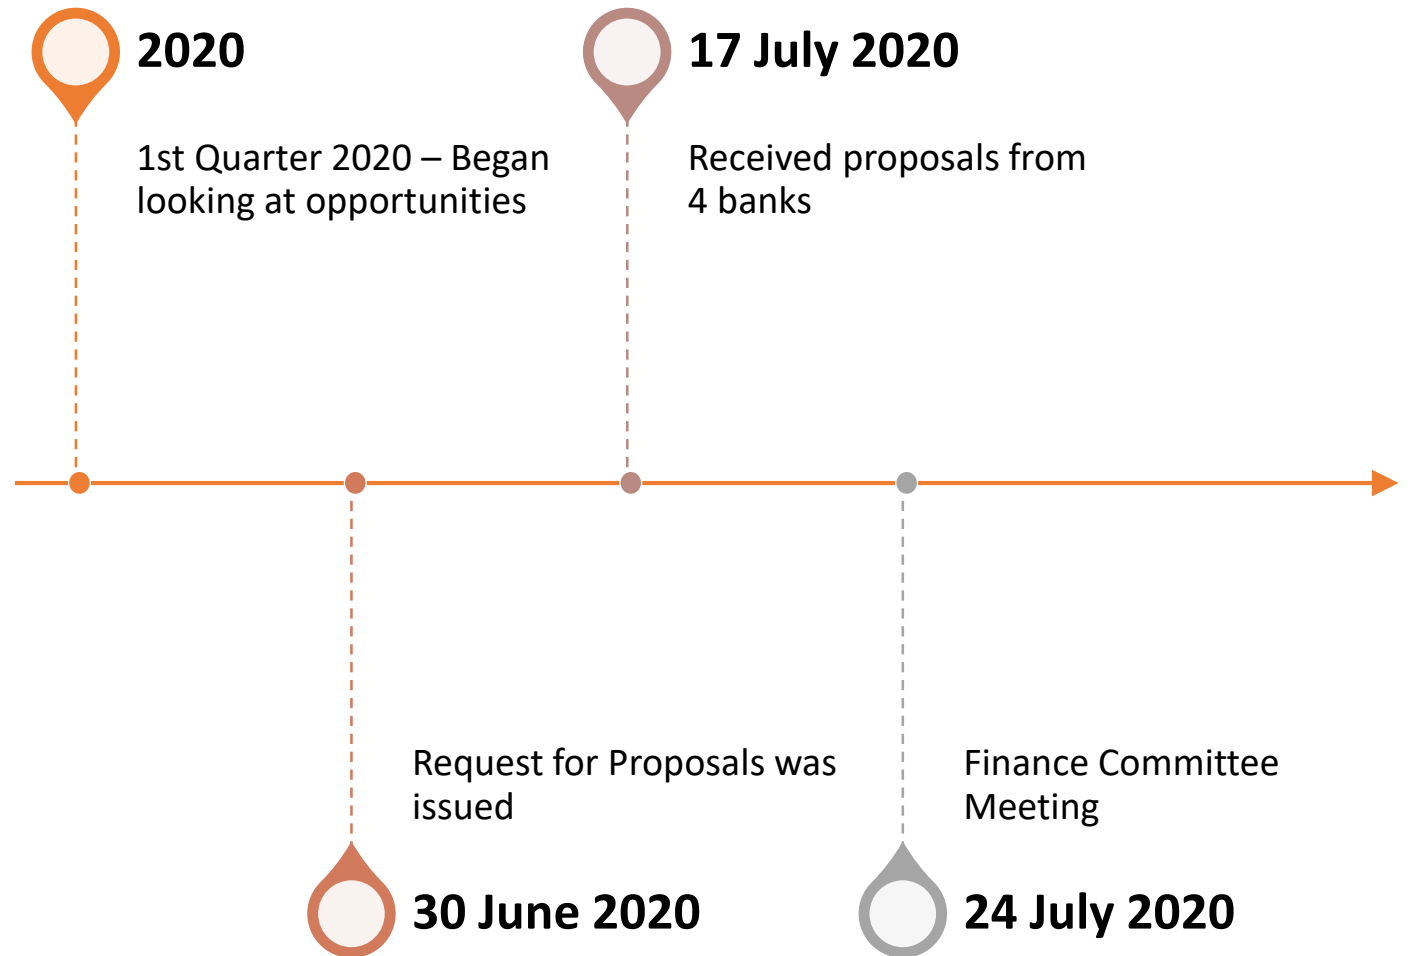 2020
1st Quarter 2020 – Began
looking at opportunities
17 July 2020
Received proposals from
4 banks
Request for Proposals was
issued
30 June 2020
Finance Committee
Meeting
24 July 2020